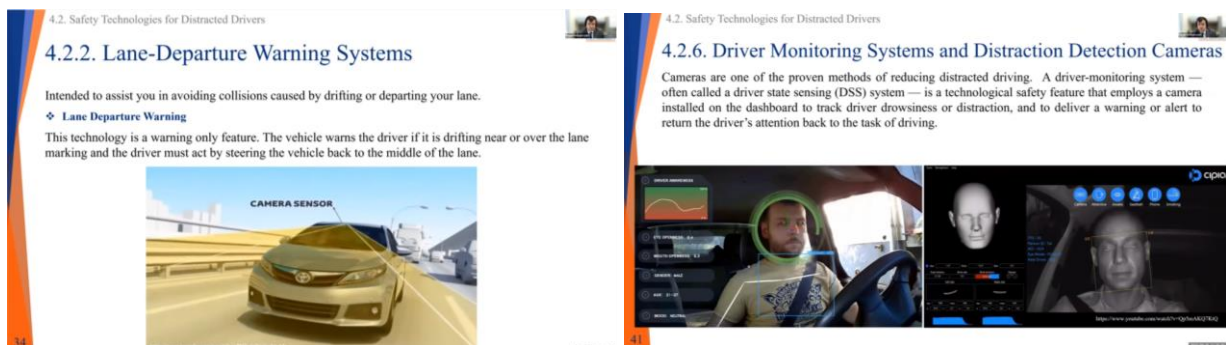 4.2. Safety Technologies for Distracted Drivers
4.2.2. Lane-Departure Warning Systems
Intended to assist you in avoiding collisions caused by drifting or departing your lane.
❖ Lane Departure Warning
This technology is a warning only feature. The vehicle warns the driver if it is drifting near or over the lane
marking and the driver must act by steering the vehicle back to the middle of the lane.
CAMERA SENSOR
34
4.2. Safety Technologies for Distracted Drivers
4.2.6. Driver Monitoring Systems and Distraction Detection Cameras
Cameras are one of the proven methods of reducing distracted driving. A driver-monitoring system —
often called a driver state sensing (DSS) system — is a technological safety feature that employs a camera
installed on the dashboard to track driver drowsiness or distraction, and to deliver a warning or alert to
return the driver's attention back to the task of driving.
DRIVER AWARENESS
EYE OPENNESS
MOUTH OPENNESS
GENDER MALE
AGE
MOOD NEUTRAL
cipia
41